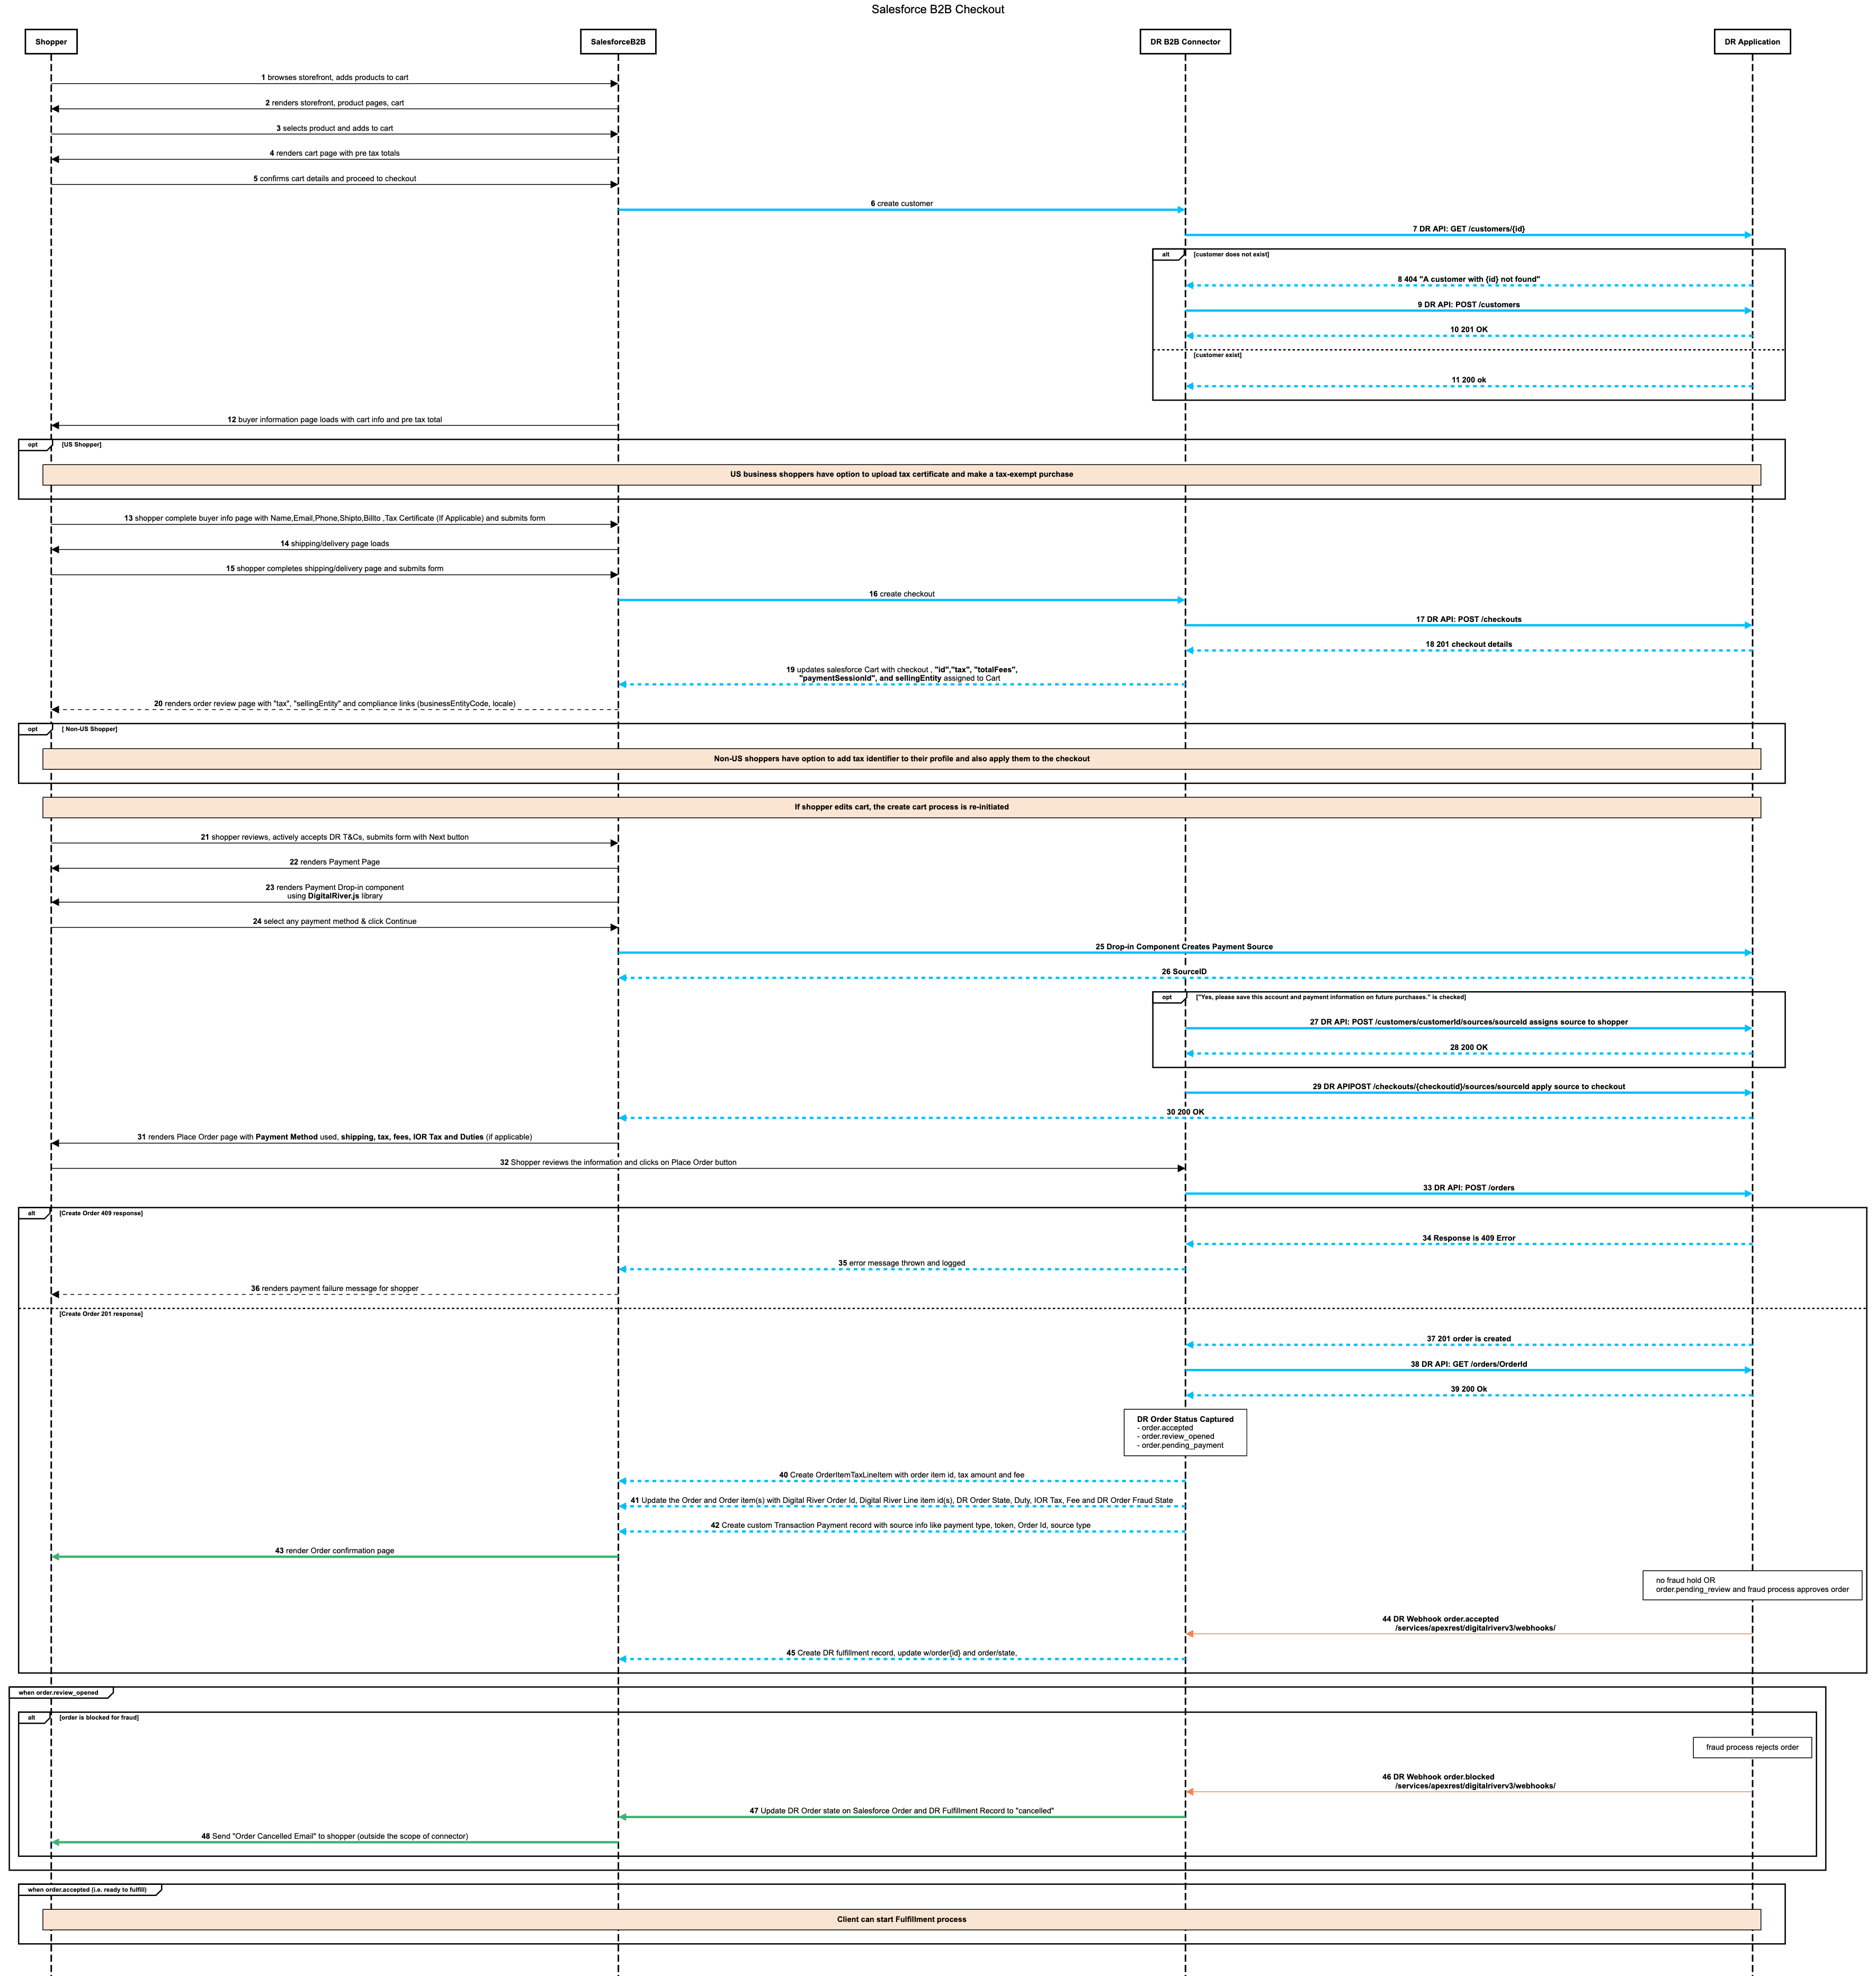 Salesforce B2B Checkout
Shopper
SalesforceB2B
DR B2B Connector
DR Application
1 browses storefront, adds products to cart
2 renders storefront, product pages, cart
3 selects product and adds to cart
4 renders cart page with pre tax totals
5 confirms cart details and proceed to checkout
6 create customer
7 DR API: GET /customers/{id}
alt
[customer does not exist]
8 404 "A customer with {id} not found"
9 DR API: POST /customers
10 201 OK
[customer exist]
11 200 ok
12 buyer information page loads with cart info and pre tax total
opt
[US Shopper]
US business shoppers have option to upload tax certificate and make a tax-exempt purchase
13 shopper complete buyer info page with Name,Email,Phone,Shipto,Billto ,Tax Certificate (If Applicable) and submits form
14 shipping/delivery page loads
15 shopper completes shipping/delivery page and submits form
16 create checkout
17 DR API: POST /checkouts
18 201 checkout details
19 updates salesforce Cart with checkout , "id","tax", "totalFees",
"paymentSessionId", and sellingEntity assigned to Cart
20 renders order review page with "tax", "sellingEntity" and compliance links (businessEntityCode, locale)
opt
[ Non-US Shopper]
Non-US shoppers have option to add tax identifier to their profile and also apply them to the checkout
If shopper edits cart, the create cart process is re-initiated
21 shopper reviews, actively accepts DR T&Cs, submits form with Next button
22 renders Payment Page
23 renders Payment Drop-in component
using DigitalRiver.js library
24 select any payment method & click Continue
25 Drop-in Component Creates Payment Source
26 SourceID
opt
["Yes, please save this account and payment information on future purchases." is checked]
27 DR API: POST /customers/customerId/sources/sourceId assigns source to shopper
28 200 OK
29 DR APIPOST /checkouts/{checkoutid}/sources/sourceId apply source to checkout
30 200 OK
31 renders Place Order page with Payment Method used, shipping, tax, fees, IOR Tax and Duties (if applicable)
32 Shopper reviews the information and clicks on Place Order button
33 DR API: POST /orders
alt
[Create Order 409 response]
34 Response is 409 Error
35 error message thrown and logged
36 renders payment failure message for shopper
[Create Order 201 response]
37 201 order is created
38 DR API: GET /orders/OrderId
39 200 Ok
DR Order Status Captured
- order.accepted
- order.review_opened
- order.pending_payment
40 Create OrderItemTaxLineItem with order item id, tax amount and fee
41 Update the Order and Order item(s) with Digital River Order Id, Digital River Line item id(s), DR Order State, Duty, IOR Tax, Fee and DR Order Fraud State
42 Create custom Transaction Payment record with source info like payment type, token, Order Id, source type
43 render Order confirmation page
no fraud hold OR
order.pending_review and fraud process approves order
44 DR Webhook order.accepted
/services/apexrest/digitalriverv3/webhooks/
45 Create DR fulfillment record, update w/order{id} and order/state,
when order.review_opened
alt
[order is blocked for fraud]
fraud process rejects order
46 DR Webhook order.blocked
/services/apexrest/digitalriverv3/webhooks/
47 Update DR Order state on Salesforce Order and DR Fulfillment Record to "cancelled"
48 Send "Order Cancelled Email" to shopper (outside the scope of connector)
when order.accepted (i.e. ready to fulfill)
Client can start Fulfillment process